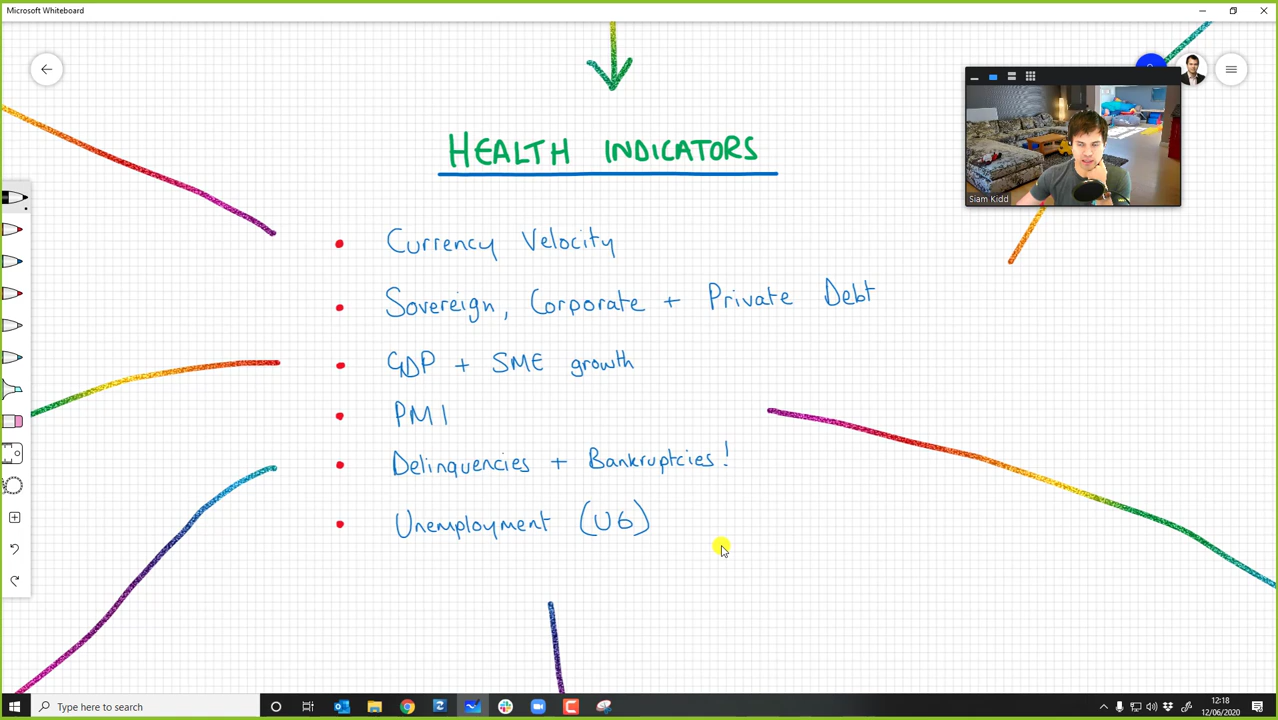 Microsoft Whiteboard
HEALTH INDICATORS
Siam Kidd
• Currency Velocity
• Sovereign, Corporate + Private Debt
• GDP + SME growth
• PMI
• Delinquencies + Bankruptcies!
• Unemployment (U6)
Type here to search
12:18
12/06/2020